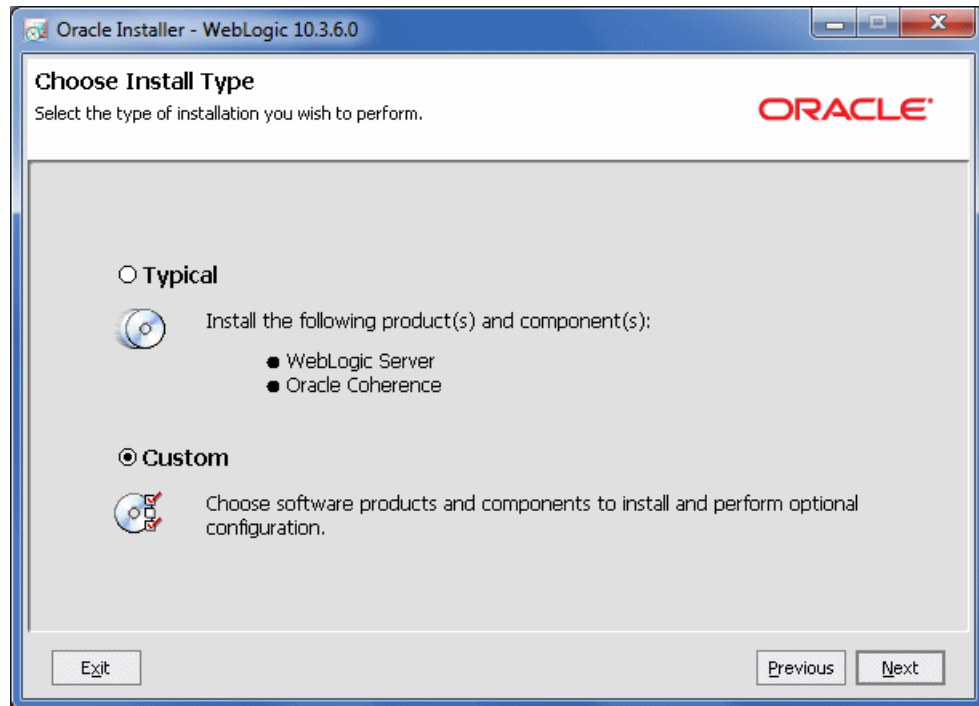 Oracle Installer - WebLogic 10.3.6.0
Choose Install Type
Select the type of installation you wish to perform.
ORACLE
Typical
Install the following product(s) and component(s):
● WebLogic Server
● Oracle Coherence
Custom
Choose software products and components to install and perform optional
configuration.
Exit
Previous
Next